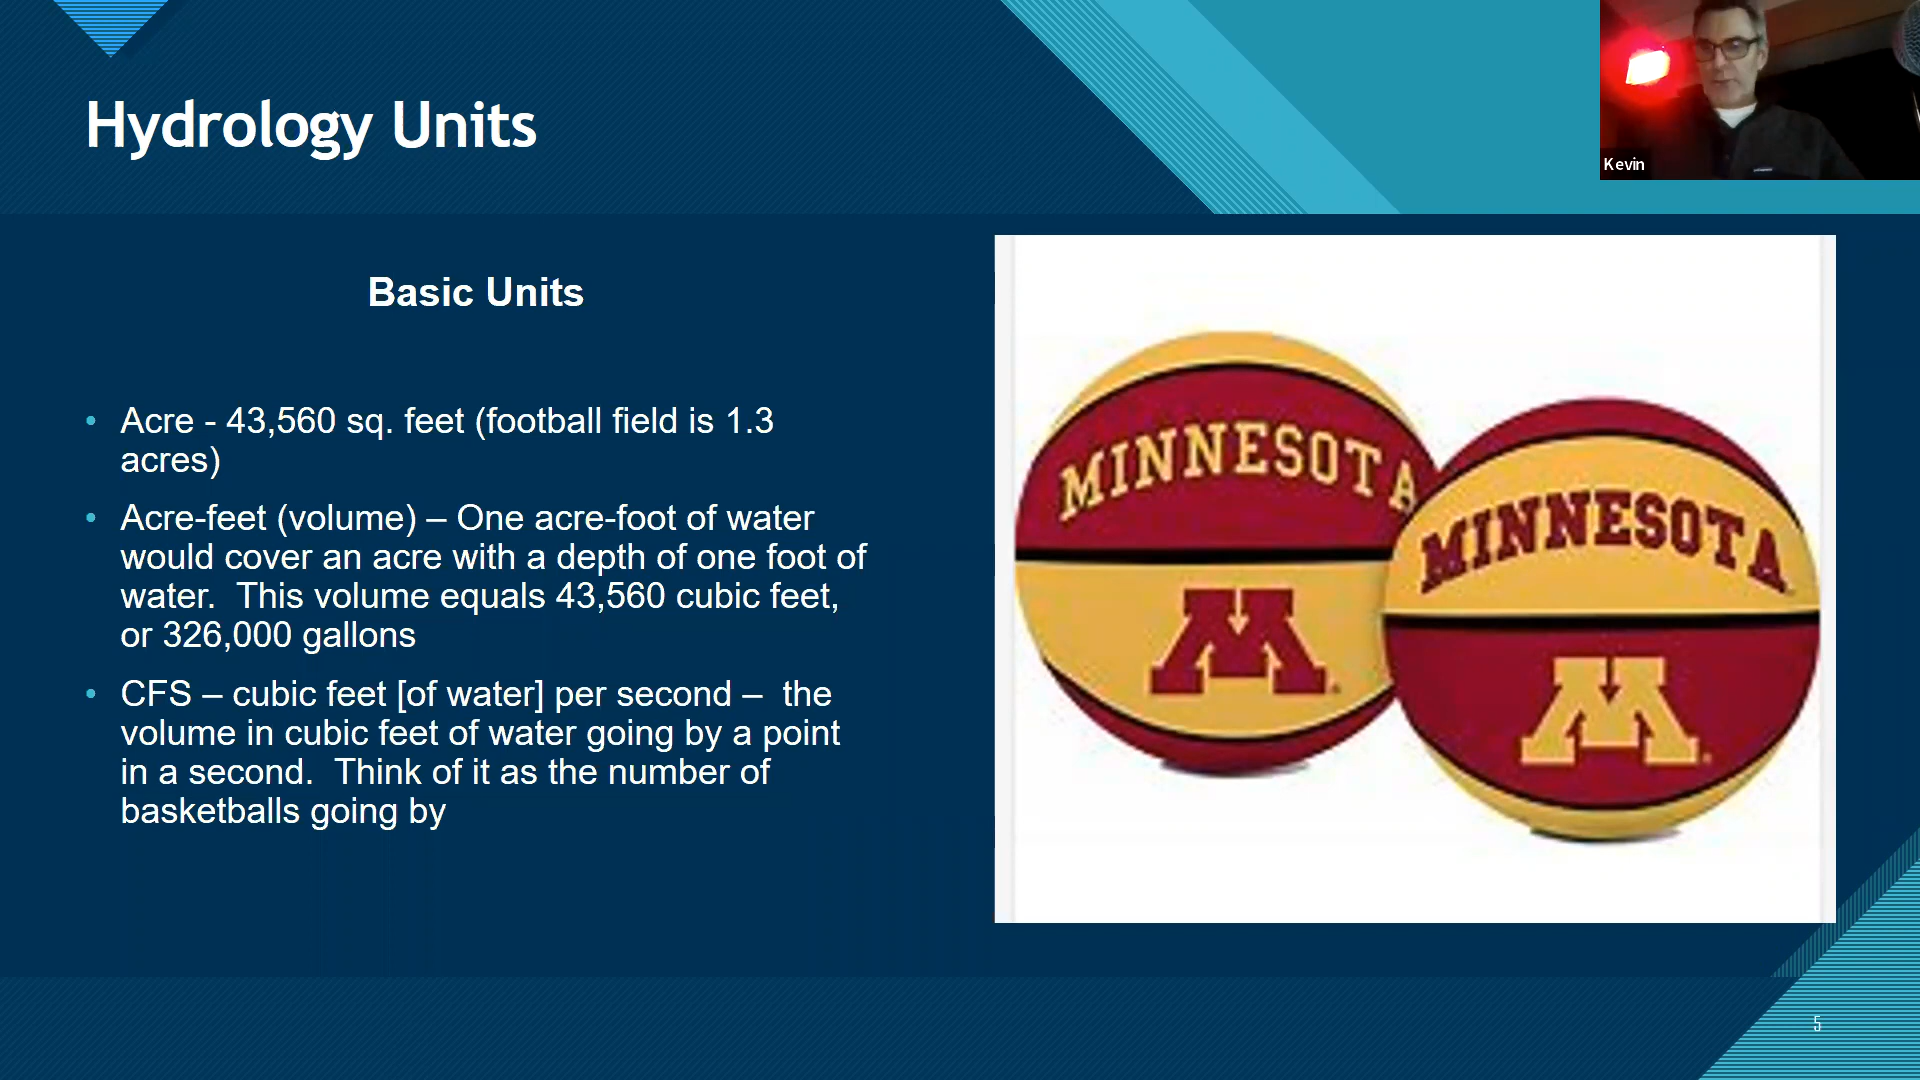 Hydrology Units
Kevin
Basic Units
• Acre - 43,560 sq. feet (football field is 1.3
acres)
• Acre-feet (volume) – One acre-foot of water
would cover an acre with a depth of one foot of
water.  This volume equals 43,560 cubic feet,
or 326,000 gallons
• CFS – cubic feet [of water] per second –  the
volume in cubic feet of water going by a point
in a second.  Think of it as the number of
basketballs going by
MINNESOTA
M
MINNESOTA
M
5